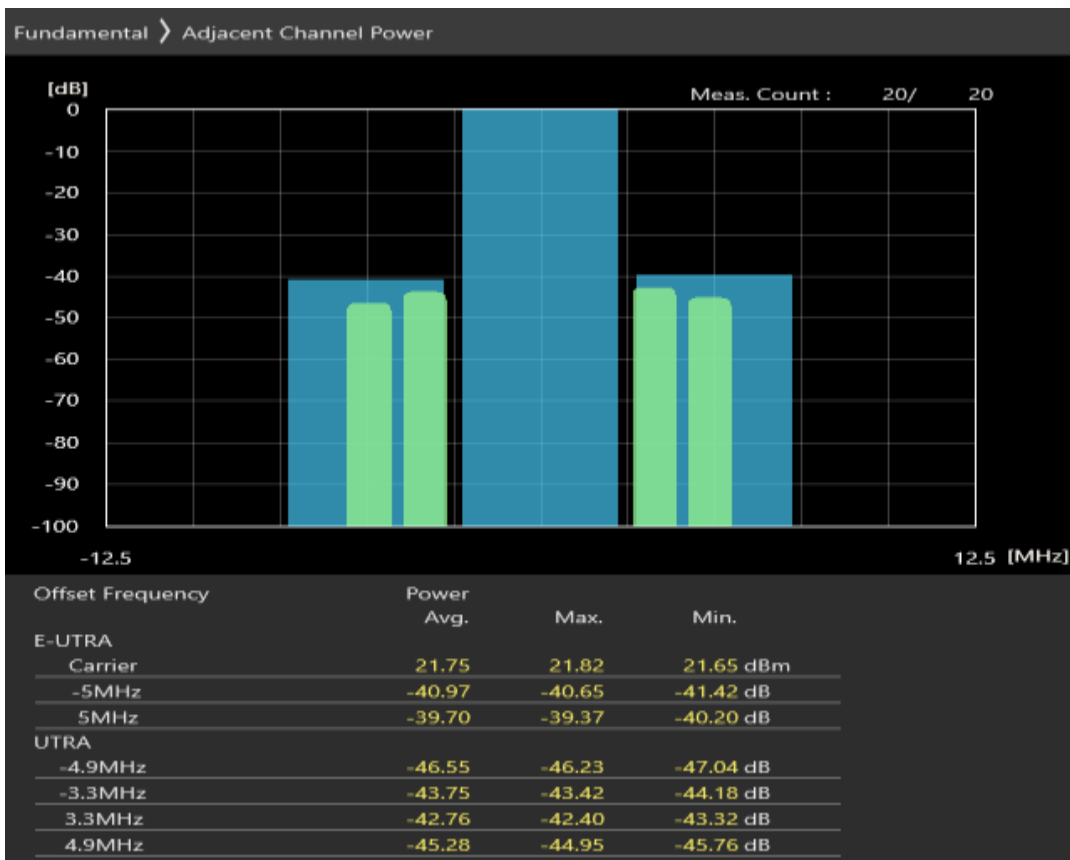 Fundamental ❯ Adjacent Channel Power
[dB]
Meas. Count : 20/ 20
0
-10
-20
-30
-40
-50
-60
-70
-80
-90
-100
-12.5 12.5 [MHz]
Offset Frequency Power
Avg. Max. Min.
E-UTRA
Carrier 21.75 21.82 21.65 dBm
-5MHz -40.97 -40.65 -41.42 dB
5MHz -39.70 -39.37 -40.20 dB
UTRA
-4.9MHz -46.55 -46.23 -47.04 dB
-3.3MHz -43.75 -43.42 -44.18 dB
3.3MHz -42.76 -42.40 -43.32 dB
4.9MHz -45.28 -44.95 -45.76 dB